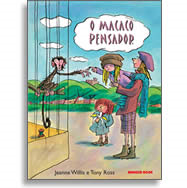 O MACACO
PENSADOR
Jeanne Willis e Tony Ross